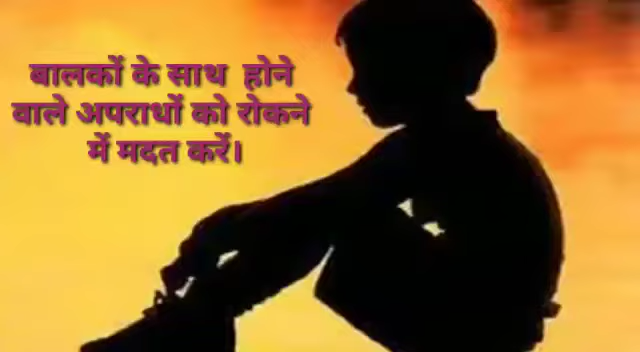 बालकों के साथ होने
वाले अपराधों को रोकने
में मदत करें।